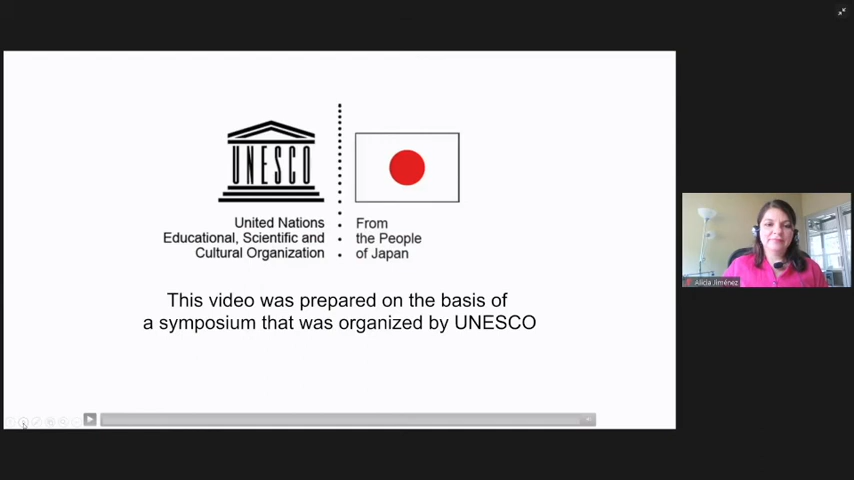 UNESCO
United Nations
Educational, Scientific and
Cultural Organization
From
the People
of Japan
This video was prepared on the basis of
a symposium that was organized by UNESCO
Alicia Jiménez